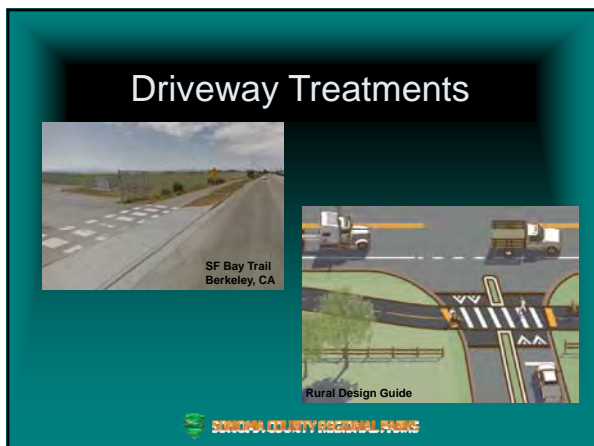 Driveway Treatments
SF Bay Trail
Berkeley, CA
Rural Design Guide
SONOMA COUNTY REGIONAL PARKS